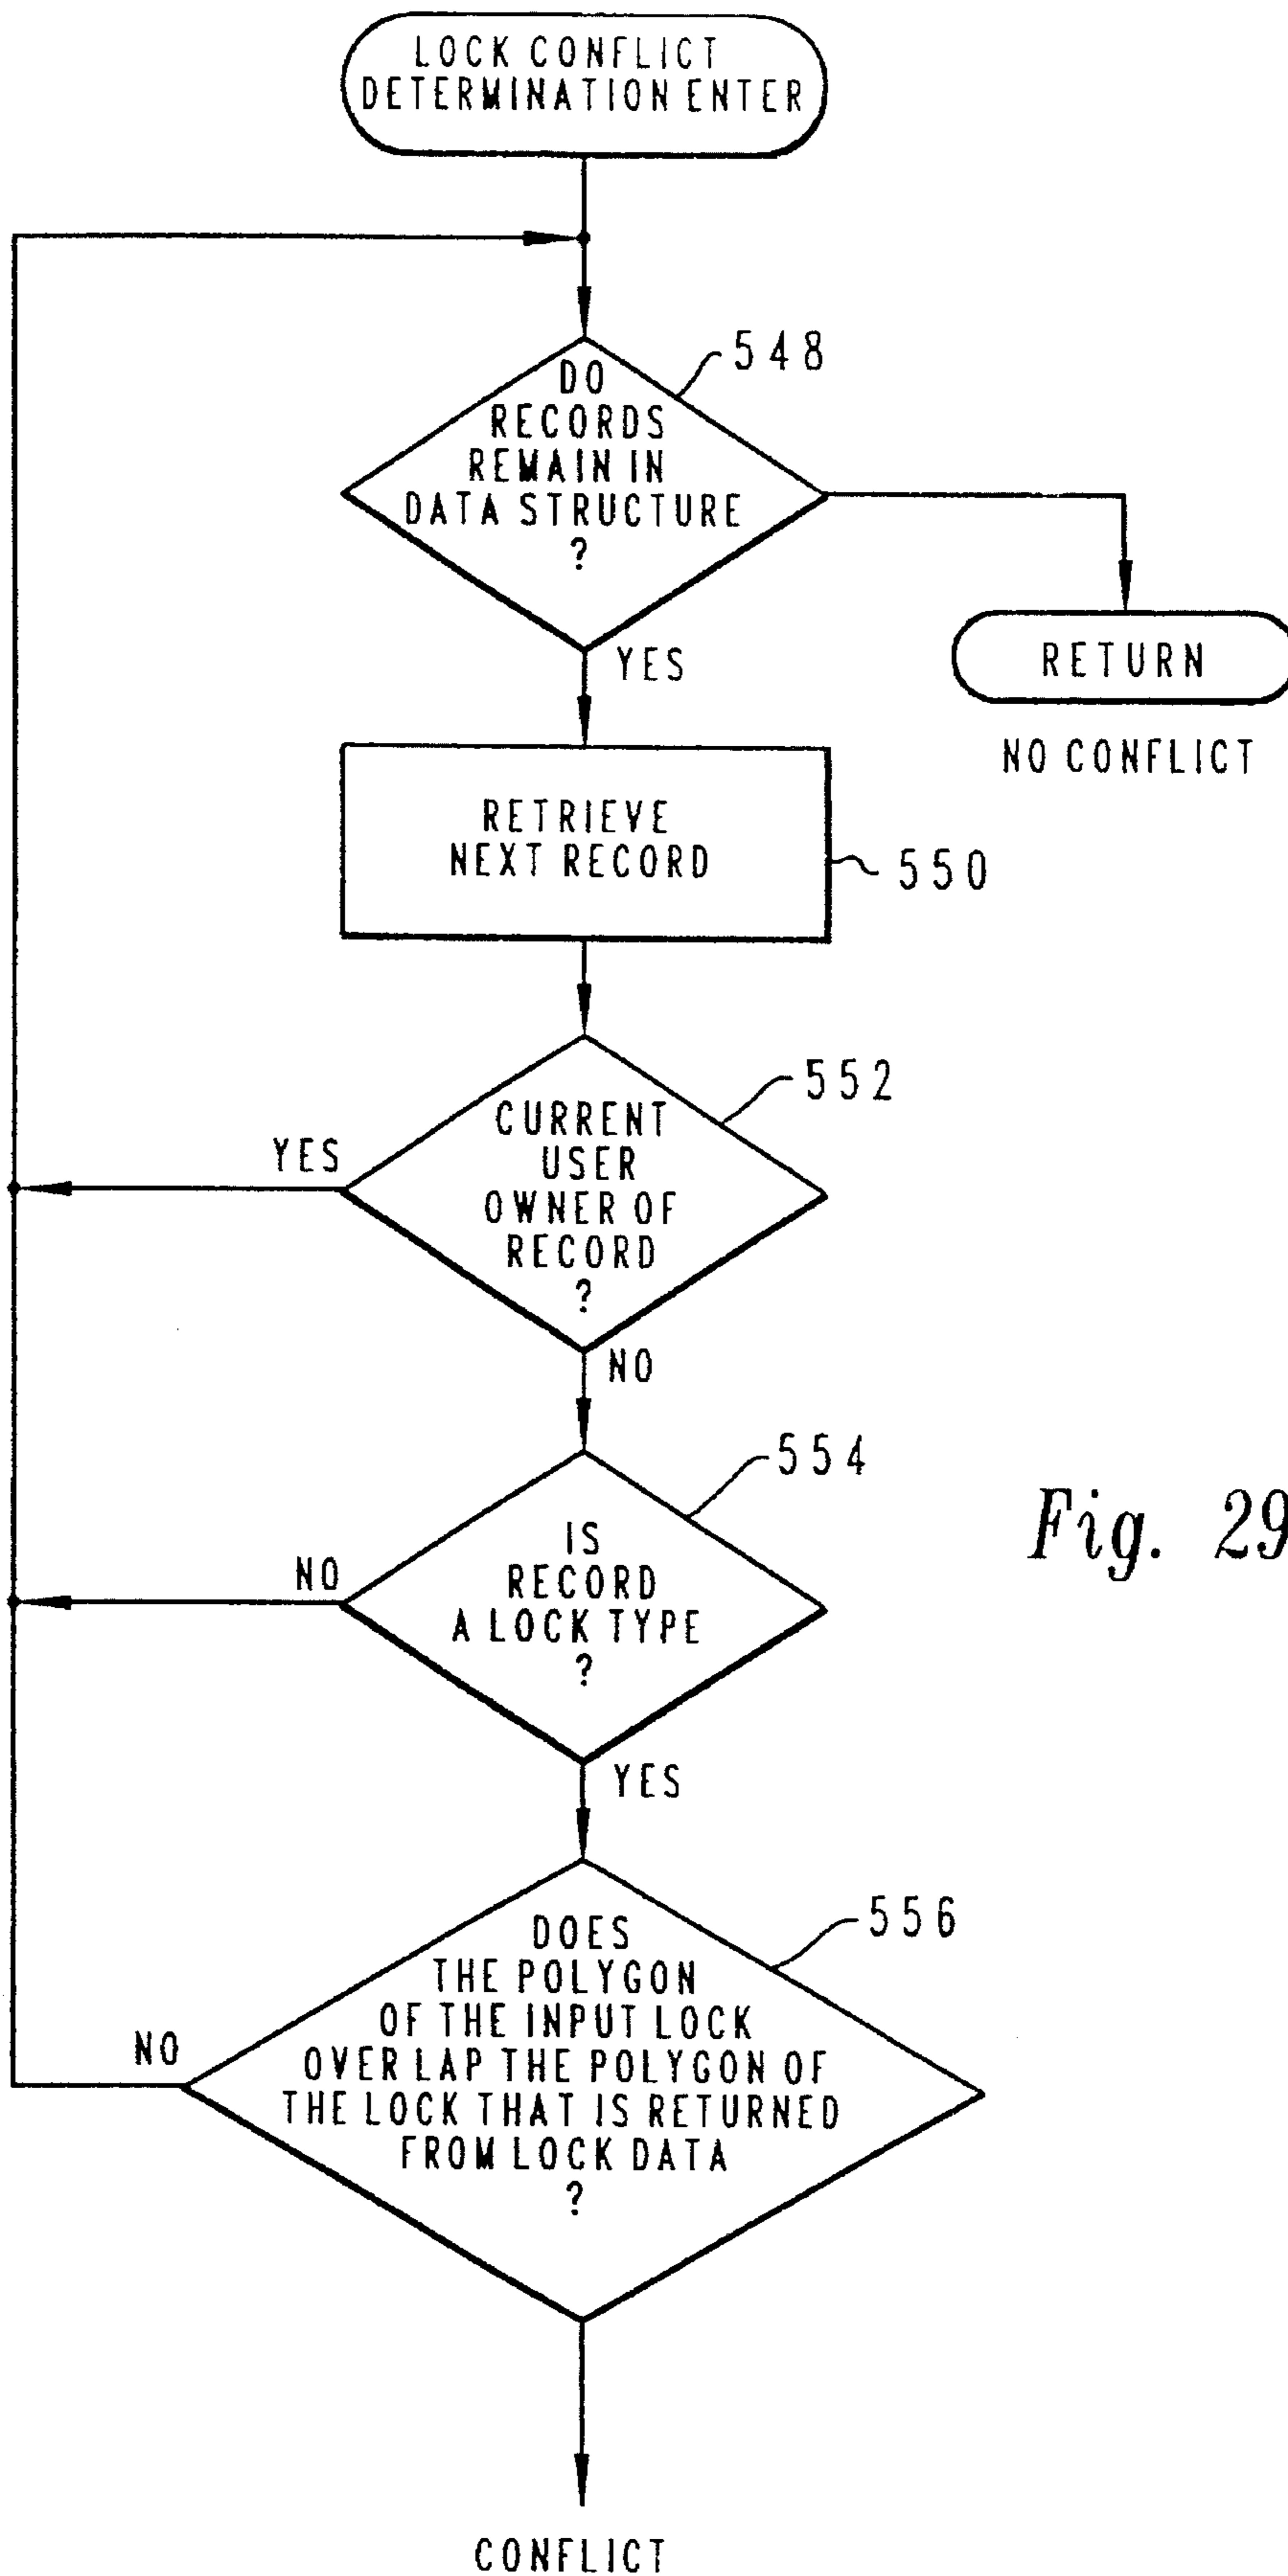 LOCK CONFLICT
DETERMINATION ENTER
548
DO
RECORDS
REMAIN IN
DATA STRUCTURE
?
YES
RETURN
NO CONFLICT
RETRIEVE
NEXT RECORD
550
552
CURRENT
USER
OWNER OF
RECORD
?
YES
NO
554
IS
RECORD
A LOCK TYPE
?
NO
YES
Fig. 29
556
DOES
THE POLYGON
OF THE INPUT LOCK
OVER LAP THE POLYGON OF
THE LOCK THAT IS RETURNED
FROM LOCK DATA
?
NO
CONFLICT